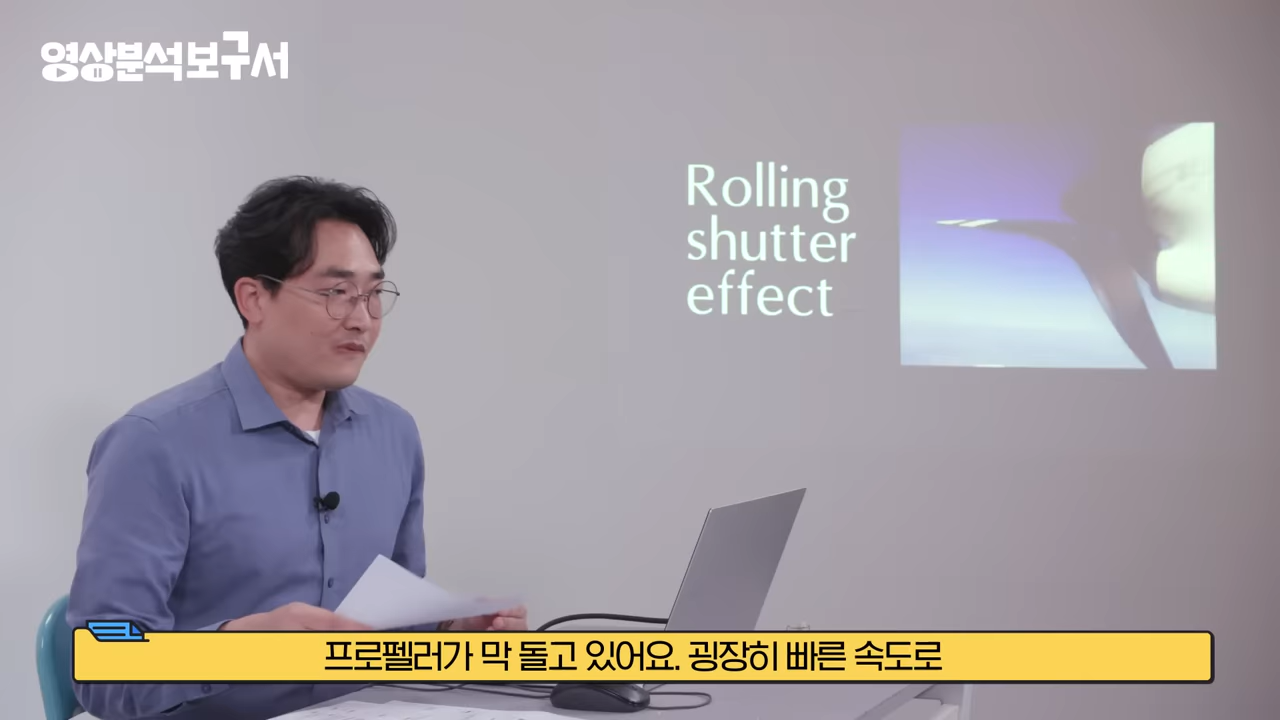 영상분석보구서
Rolling
shutter
effect
프로펠러가 막 돌고 있어요. 굉장히 빠른 속도로